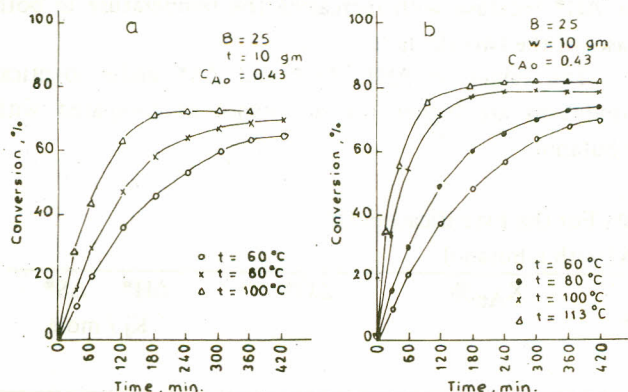 a
B = 25
t = 10 gm
CAo = 0.43
100
80
60
40
20
0
Conversion, %
o t = 60 °C
x t = 80 °C
△ t = 100 °C
0 60 120 180 240 300 360 420
Time, min.
b
B = 25
w = 10 gm
CAo = 0.43
100
80
60
40
20
0
Conversion, %
o t = 60 °C
● t = 80 °C
x t = 100 °C
△ t = 113 °C
0 60 120 180 240 300 360 420
Time, min.